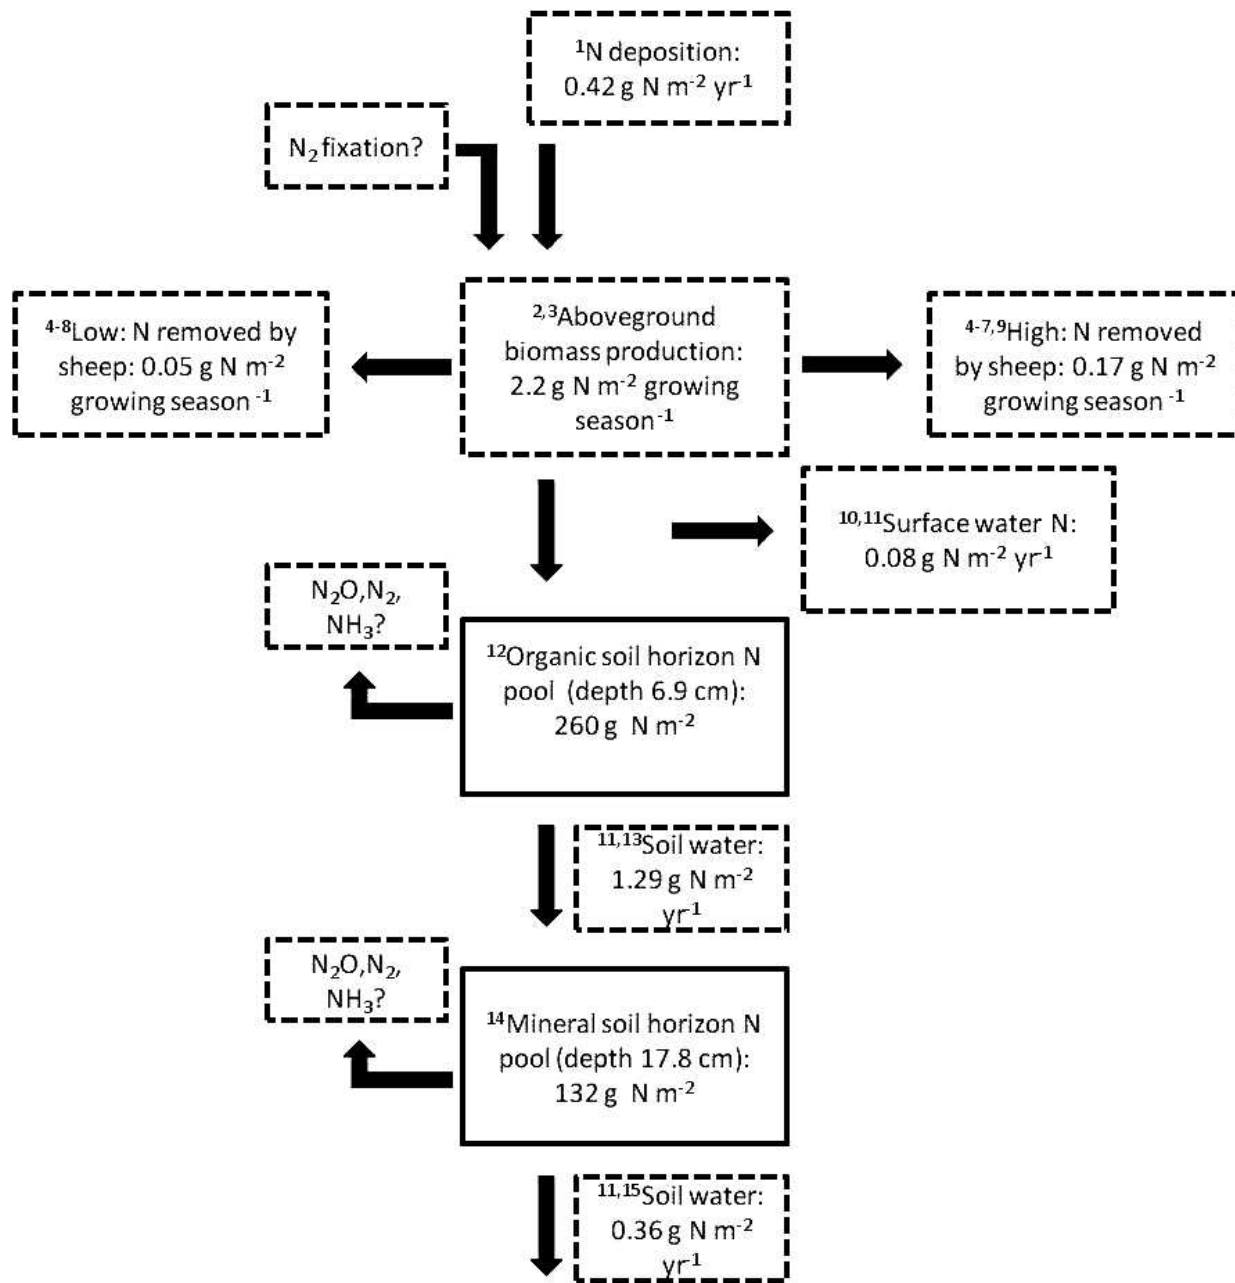 ¹N deposition:
0.42 g N m⁻² yr⁻¹
N₂ fixation?
⁴⁻⁸Low: N removed by
sheep: 0.05 g N m⁻²
growing season ⁻¹
²,³Aboveground
biomass production:
2.2 g N m⁻² growing
season⁻¹
⁴⁻⁷,⁹High: N removed
by sheep: 0.17 g N m⁻²
growing season ⁻¹
¹⁰,¹¹Surface water N:
0.08 g N m⁻² yr⁻¹
N₂O,N₂,
NH₃?
¹²Organic soil horizon N
pool (depth 6.9 cm):
260 g N m⁻²
¹¹,¹³Soil water:
1.29 g N m⁻²
yr⁻¹
N₂O,N₂,
NH₃?
¹⁴Mineral soil horizon N
pool (depth 17.8 cm):
132 g N m⁻²
¹¹,¹⁵Soil water:
0.36 g N m⁻²
yr⁻¹